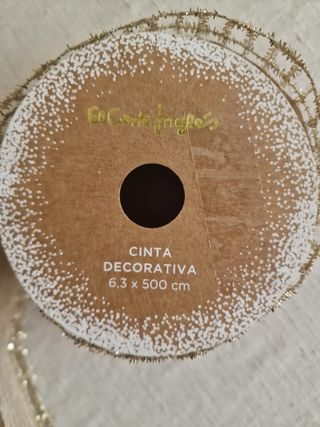 El Corte Inglés
CINTA
DECORATIVA
6,3 x 500 cm